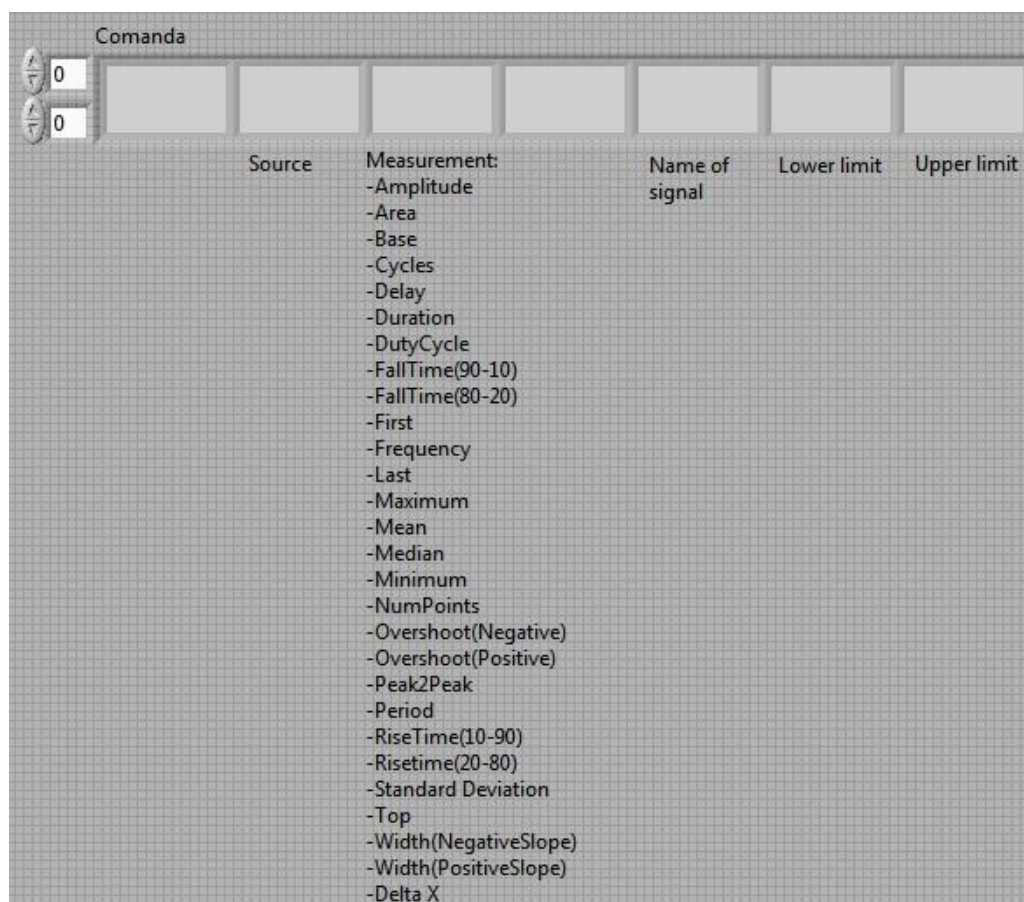 Comanda
0
0
Source
Measurement:
-Amplitude
-Area
-Base
-Cycles
-Delay
-Duration
-DutyCycle
-FallTime(90-10)
-FallTime(80-20)
-First
-Frequency
-Last
-Maximum
-Mean
-Median
-Minimum
-NumPoints
-Overshoot(Negative)
-Overshoot(Positive)
-Peak2Peak
-Period
-RiseTime(10-90)
-Risetime(20-80)
-Standard Deviation
-Top
-Width(NegativeSlope)
-Width(PositiveSlope)
-Delta X
Name of
signal
Lower limit
Upper limit